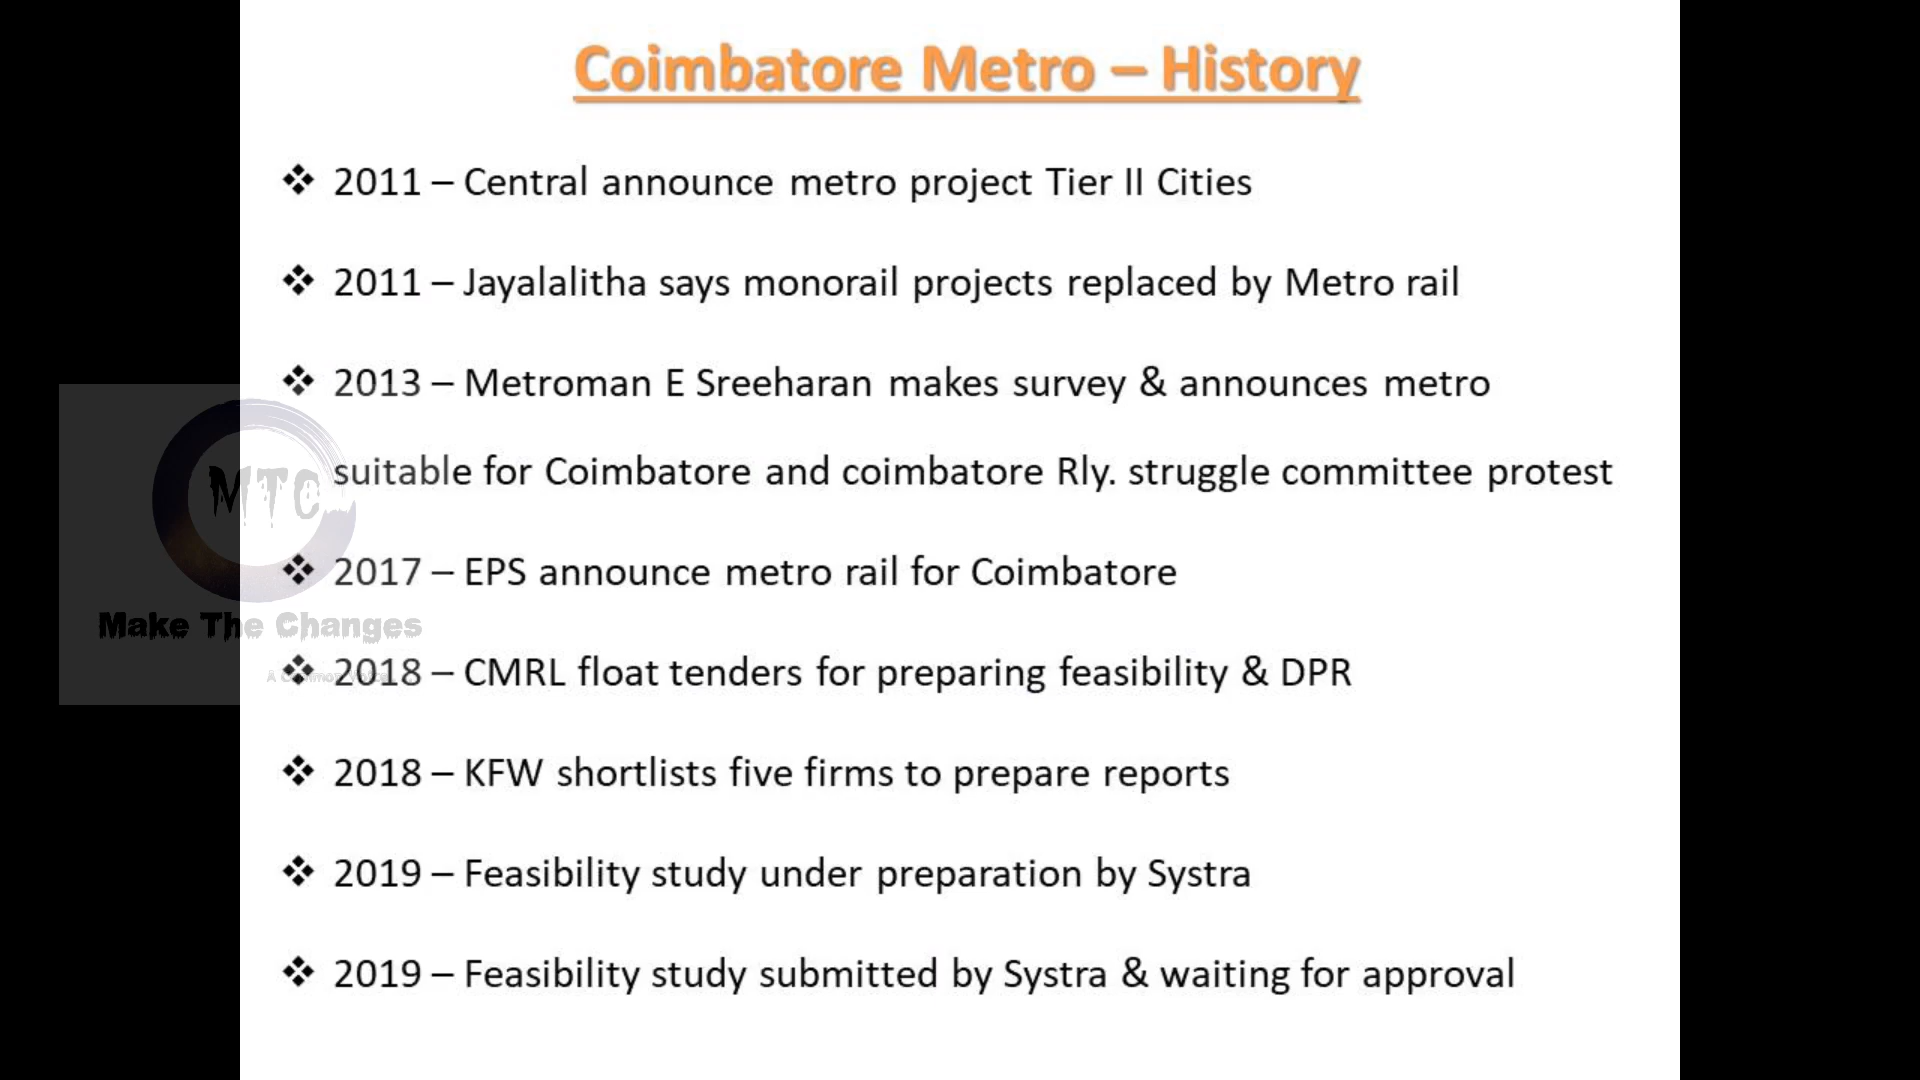 Coimbatore Metro – History
❖ 2011 – Central announce metro project Tier II Cities
❖ 2011 – Jayalalitha says monorail projects replaced by Metro rail
❖ 2013 – Metroman E Sreeharan makes survey & announces metro
suitable for Coimbatore and coimbatore Rly. struggle committee protest
❖ 2017 – EPS announce metro rail for Coimbatore
❖ 2018 – CMRL float tenders for preparing feasibility & DPR
❖ 2018 – KFW shortlists five firms to prepare reports
❖ 2019 – Feasibility study under preparation by Systra
❖ 2019 – Feasibility study submitted by Systra & waiting for approval
MTC
Make The Changes